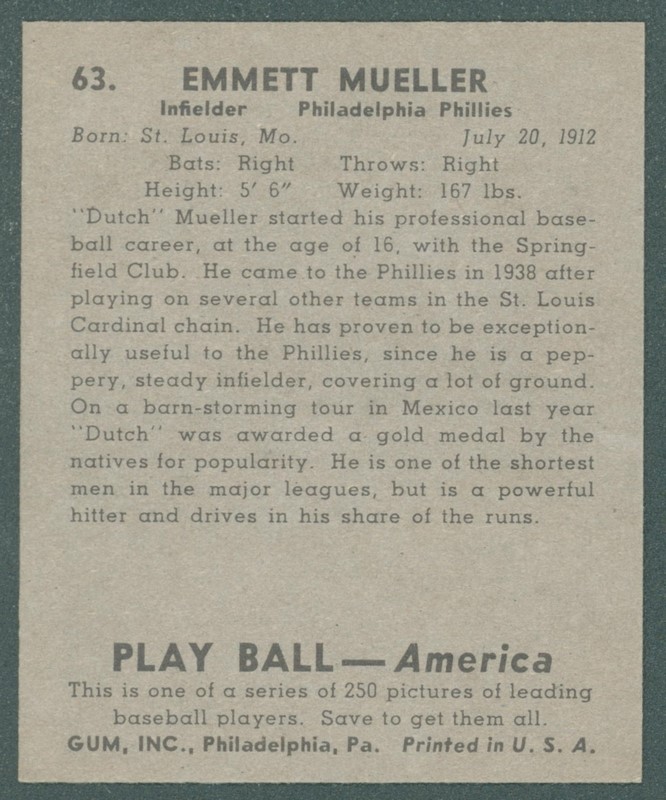 63. EMMETT MUELLER
Infielder Philadelphia Phillies
Born: St. Louis, Mo. July 20, 1912
Bats: Right Throws: Right
Height: 5' 6" Weight: 167 lbs.
"Dutch" Mueller started his professional base-
ball career, at the age of 16, with the Spring-
field Club. He came to the Phillies in 1938 after
playing on several other teams in the St. Louis
Cardinal chain. He has proven to be exception-
ally useful to the Phillies, since he is a pep-
pery, steady infielder, covering a lot of ground.
On a barn-storming tour in Mexico last year
"Dutch" was awarded a gold medal by the
natives for popularity. He is one of the shortest
men in the major leagues, but is a powerful
hitter and drives in his share of the runs.
PLAY BALL—America
This is one of a series of 250 pictures of leading
baseball players. Save to get them all.
GUM, INC., Philadelphia, Pa. Printed in U. S. A.